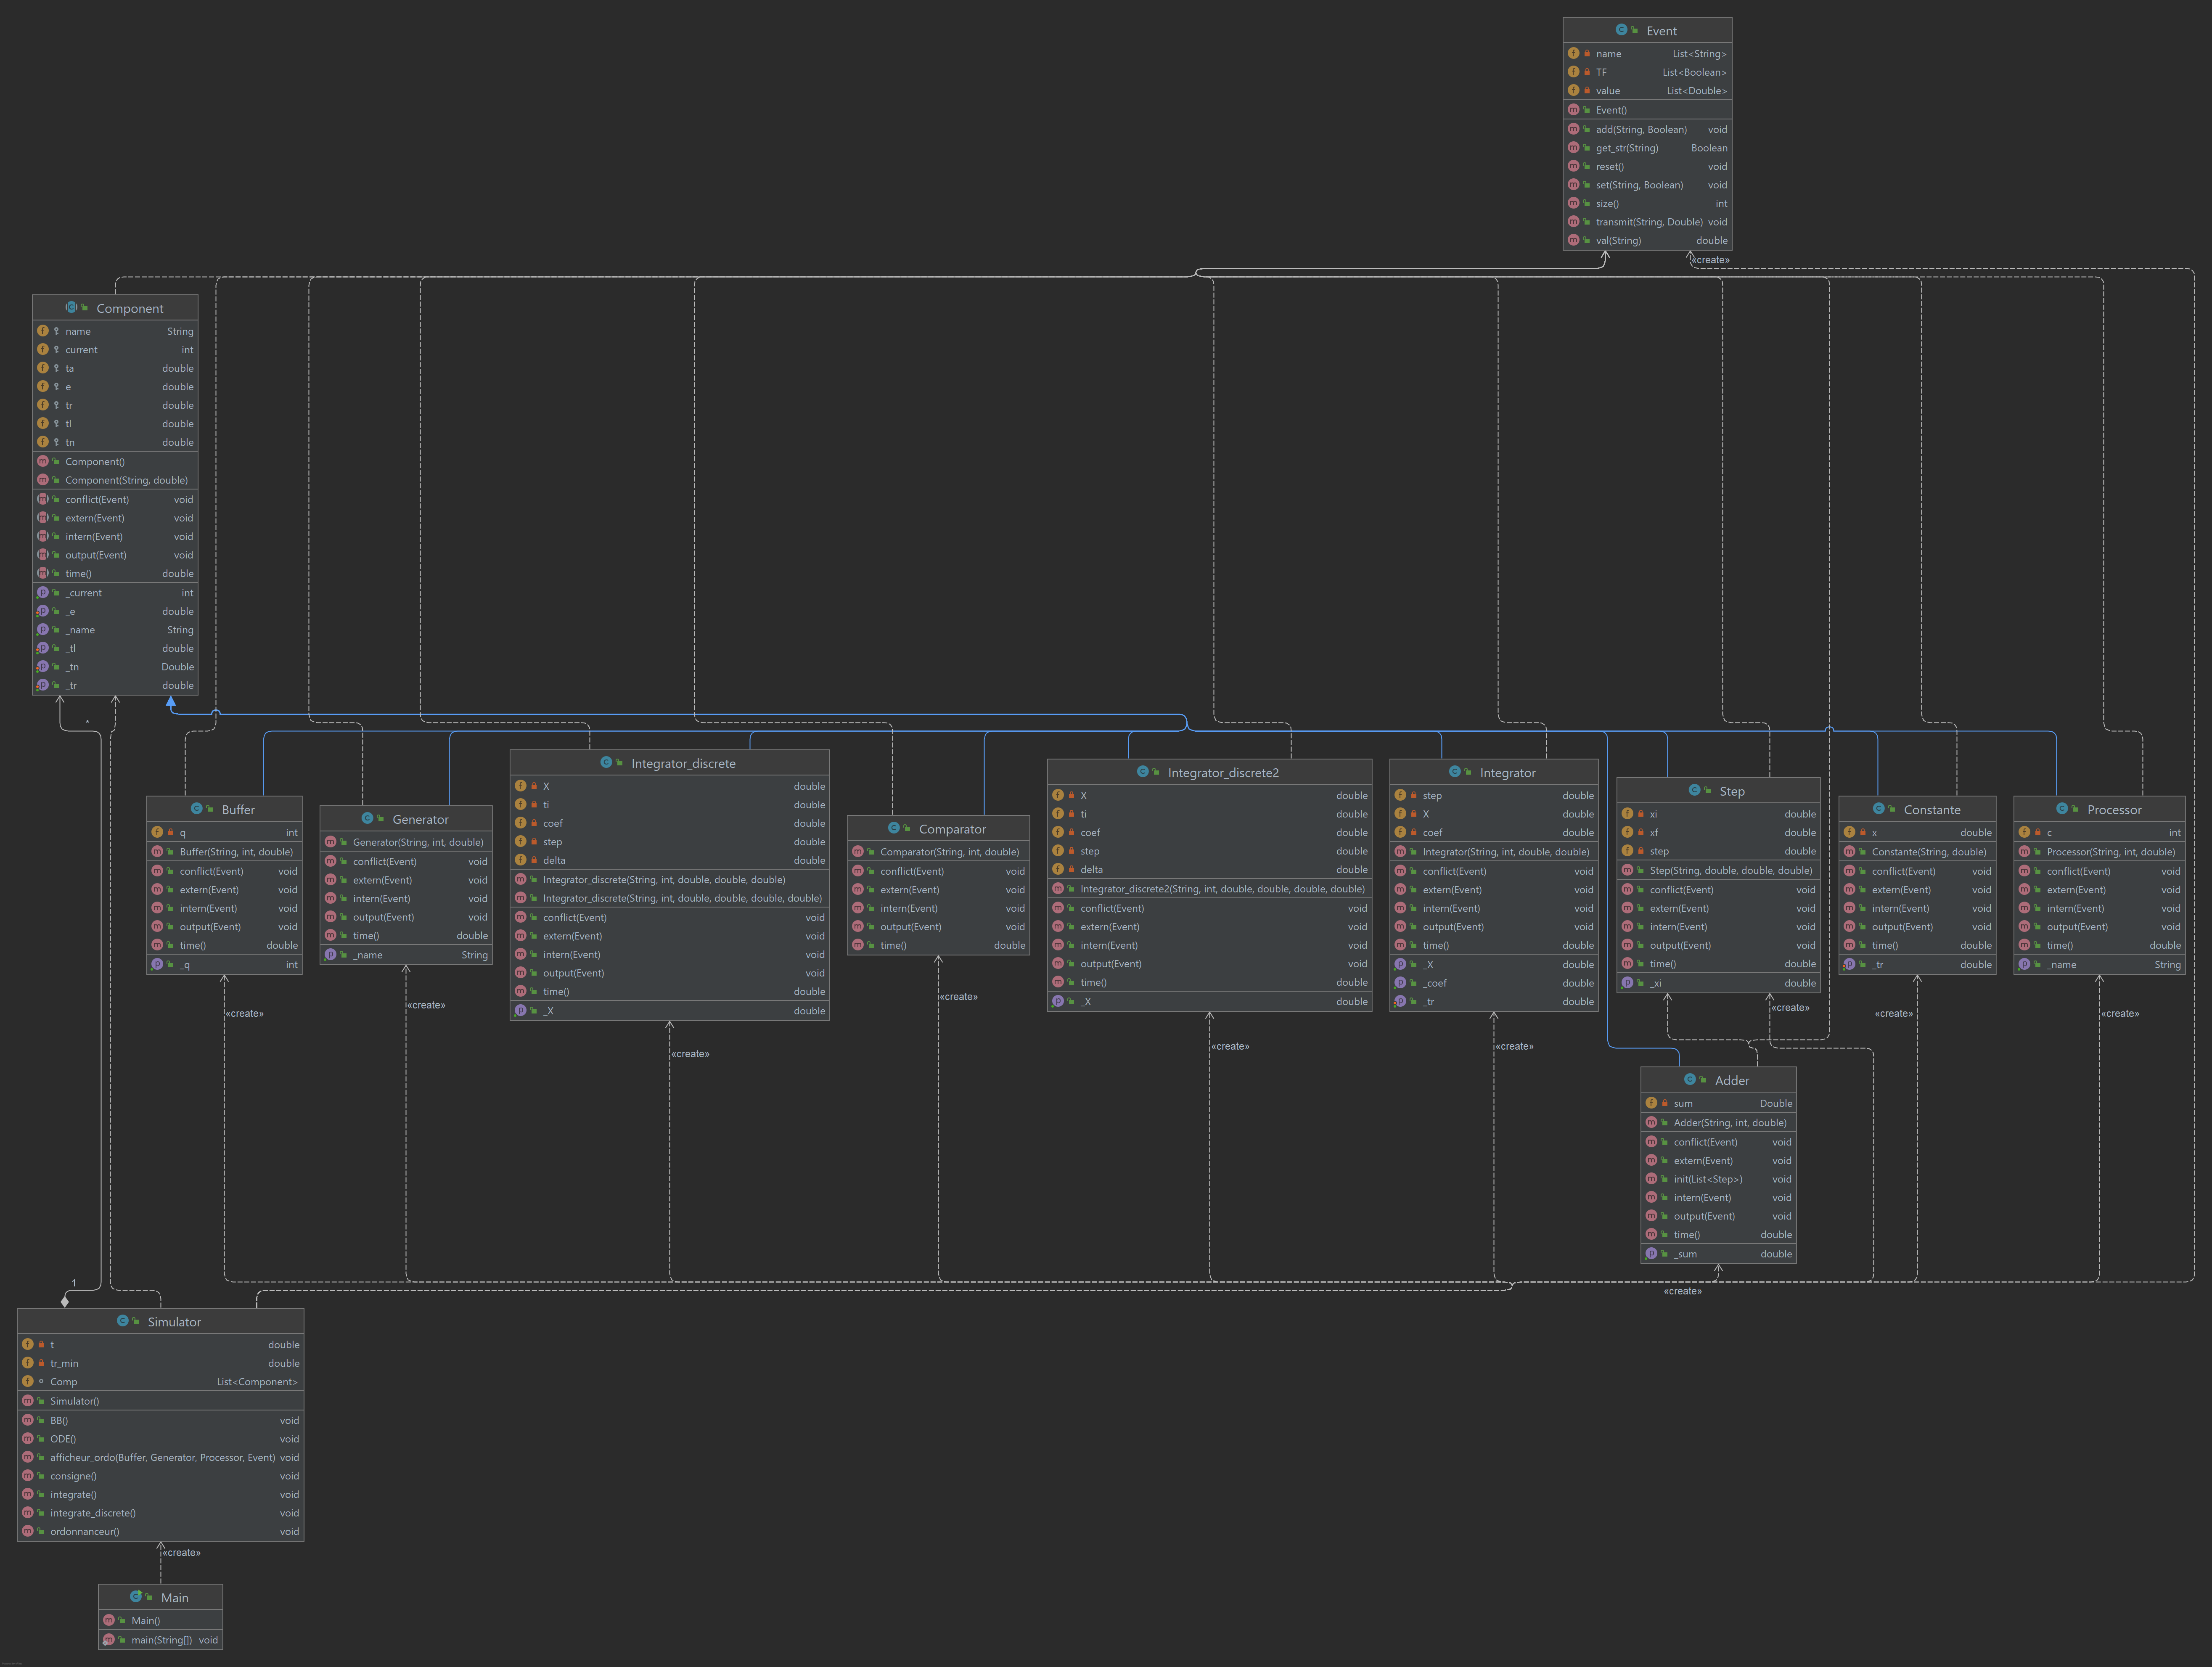 Event
name List<String>
TF List<Boolean>
value List<Double>
Event()
add(String, Boolean) void
get_str(String) Boolean
reset() void
set(String, Boolean) void
size() int
transmit(String, Double) void
val(String) double
«create»
Component
name String
current int
ta double
e double
tr double
tl double
tn double
Component()
Component(String, double)
conflict(Event) void
extern(Event) void
intern(Event) void
output(Event) void
time() double
_current int
_e double
_name String
_tl double
_tn Double
_tr double
*
Buffer
q int
Buffer(String, int, double)
conflict(Event) void
extern(Event) void
intern(Event) void
output(Event) void
time() double
_q int
«create»
Generator
Generator(String, int, double)
conflict(Event) void
extern(Event) void
intern(Event) void
output(Event) void
time() double
_name String
«create»
Integrator_discrete
X double
ti double
coef double
step double
delta double
Integrator_discrete(String, int, double, double, double)
Integrator_discrete(String, int, double, double, double, double)
conflict(Event) void
extern(Event) void
intern(Event) void
output(Event) void
time() double
_X double
«create»
Comparator
Comparator(String, int, double)
conflict(Event) void
extern(Event) void
intern(Event) void
output(Event) void
time() double
«create»
Integrator_discrete2
X double
ti double
coef double
step double
delta double
Integrator_discrete2(String, int, double, double, double, double)
conflict(Event) void
extern(Event) void
intern(Event) void
output(Event) void
time() double
_X double
«create»
Integrator
step double
X double
coef double
Integrator(String, int, double, double)
conflict(Event) void
extern(Event) void
intern(Event) void
output(Event) void
time() double
_X double
_coef double
_tr double
«create»
Step
xi double
xf double
step double
Step(String, double, double, double)
conflict(Event) void
extern(Event) void
intern(Event) void
output(Event) void
time() double
_xi double
«create»
Constante
x double
Constante(String, double)
conflict(Event) void
extern(Event) void
intern(Event) void
output(Event) void
time() double
_tr double
«create»
Processor
c int
Processor(String, int, double)
conflict(Event) void
extern(Event) void
intern(Event) void
output(Event) void
time() double
_name String
«create»
Adder
sum Double
Adder(String, int, double)
conflict(Event) void
extern(Event) void
init(List<Step>) void
intern(Event) void
output(Event) void
time() double
_sum double
«create»
1
Simulator
t double
tr_min double
Comp List<Component>
Simulator()
BB() void
ODE() void
afficheur_ordo(Buffer, Generator, Processor, Event) void
consigne() void
integrate() void
integrate_discrete() void
ordonnanceur() void
«create»
Main
Main()
main(String[]) void